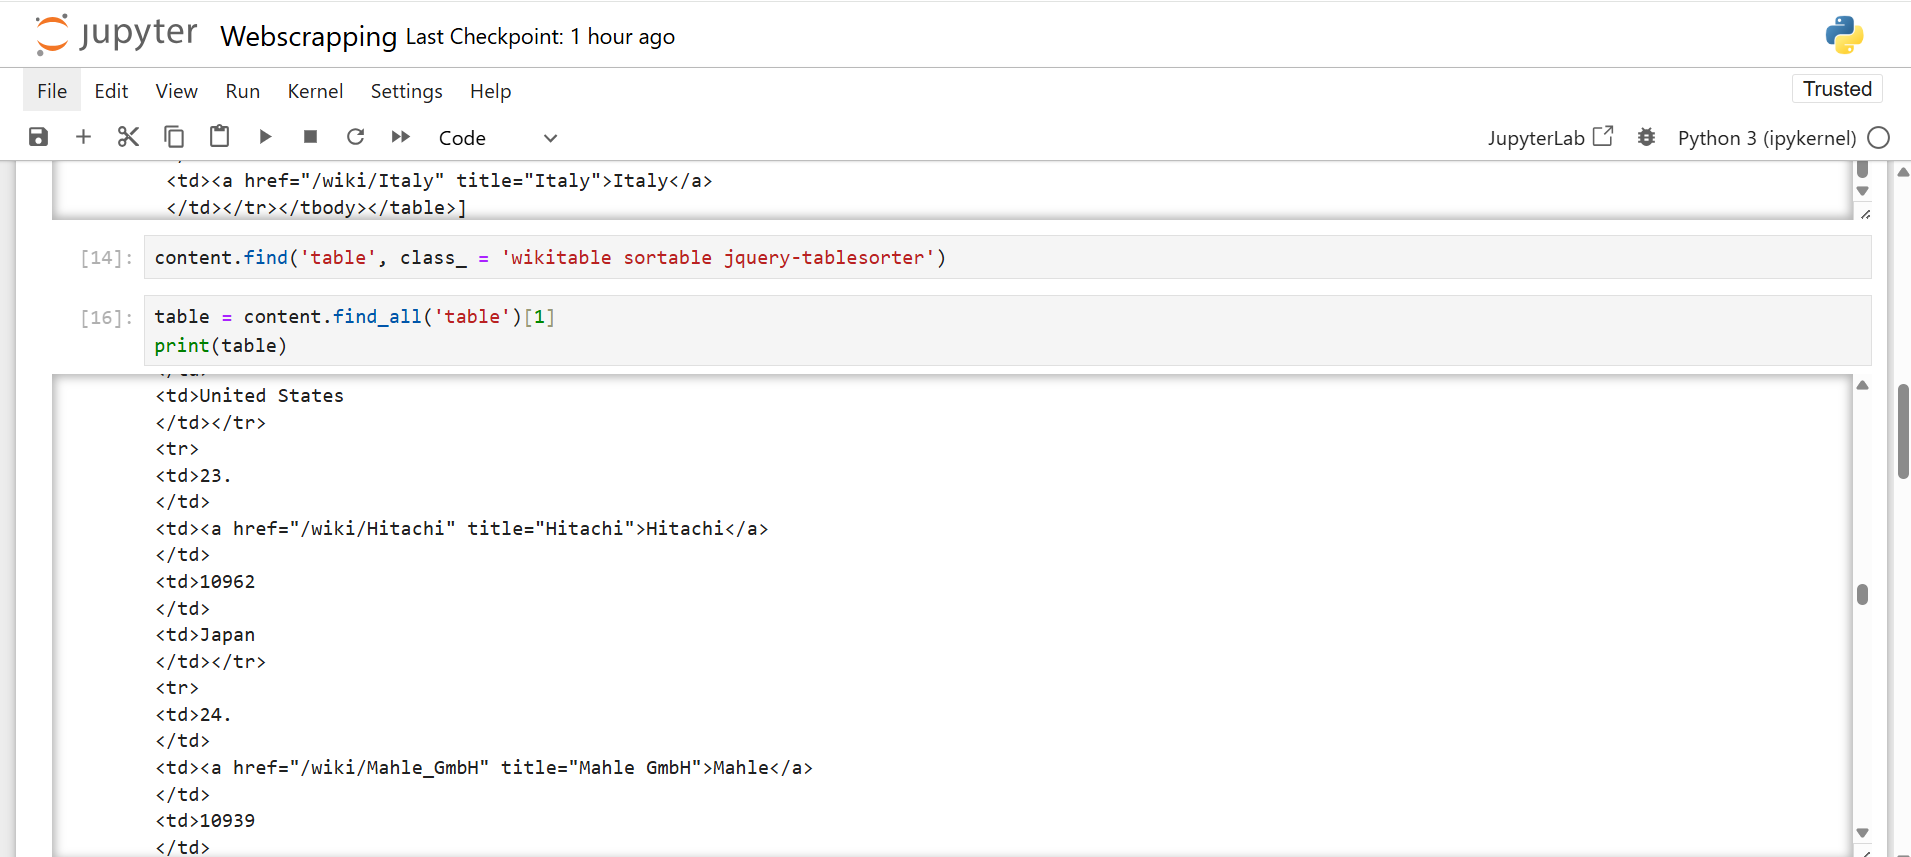 jupyter Webscrapping Last Checkpoint: 1 hour ago
File Edit View Run Kernel Settings Help Trusted
Code JupyterLab Python 3 (ipykernel)
<td><a href="/wiki/Italy" title="Italy">Italy</a>
</td></tr></tbody></table>]
[14]: content.find('table', class_ = 'wikitable sortable jquery-tablesorter')
[16]: table = content.find_all('table')[1]
print(table)
<td>United States
</td></tr>
<tr>
<td>23.
</td>
<td><a href="/wiki/Hitachi" title="Hitachi">Hitachi</a>
</td>
<td>10962
</td>
<td>Japan
</td></tr>
<tr>
<td>24.
</td>
<td><a href="/wiki/Mahle_GmbH" title="Mahle GmbH">Mahle</a>
</td>
<td>10939
</td>